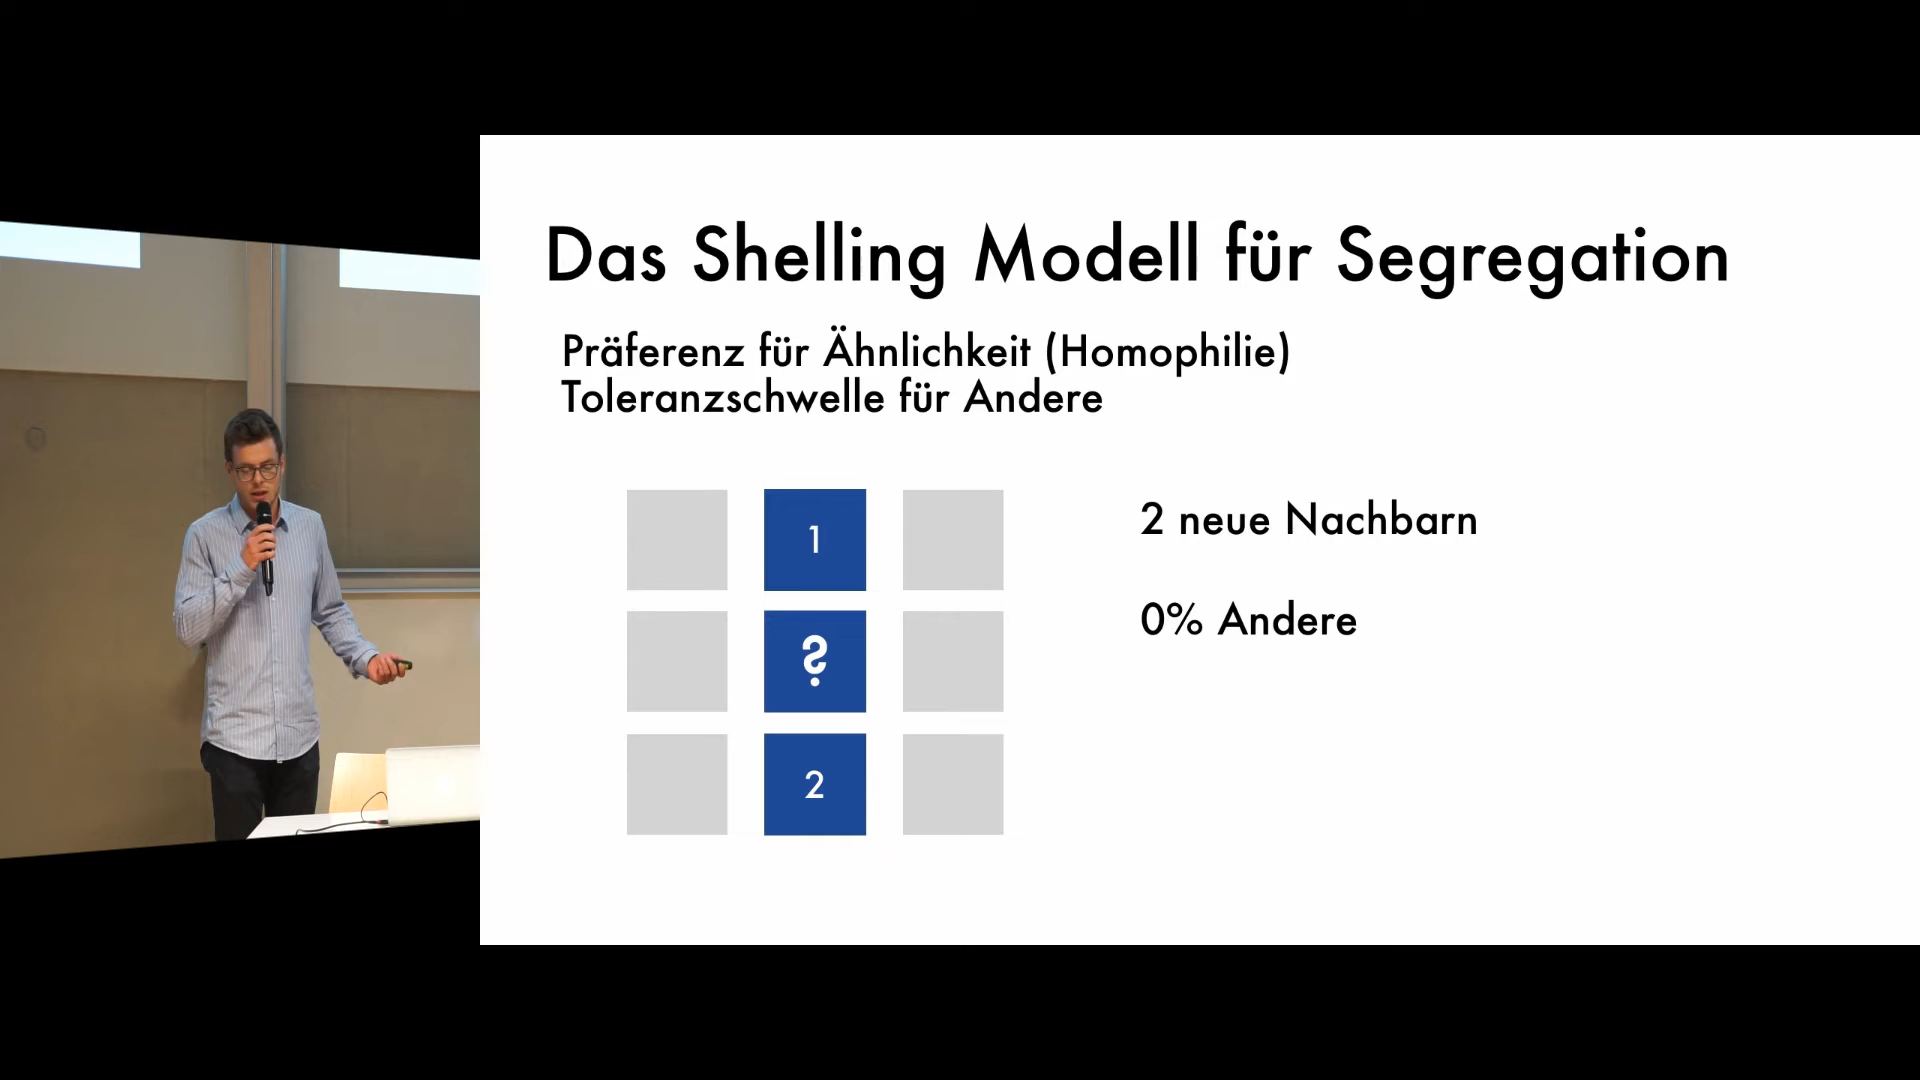 Das Shelling Modell für Segregation
Präferenz für Ähnlichkeit (Homophilie)
Toleranzschwelle für Andere
1
2 neue Nachbarn
?
0% Andere
2